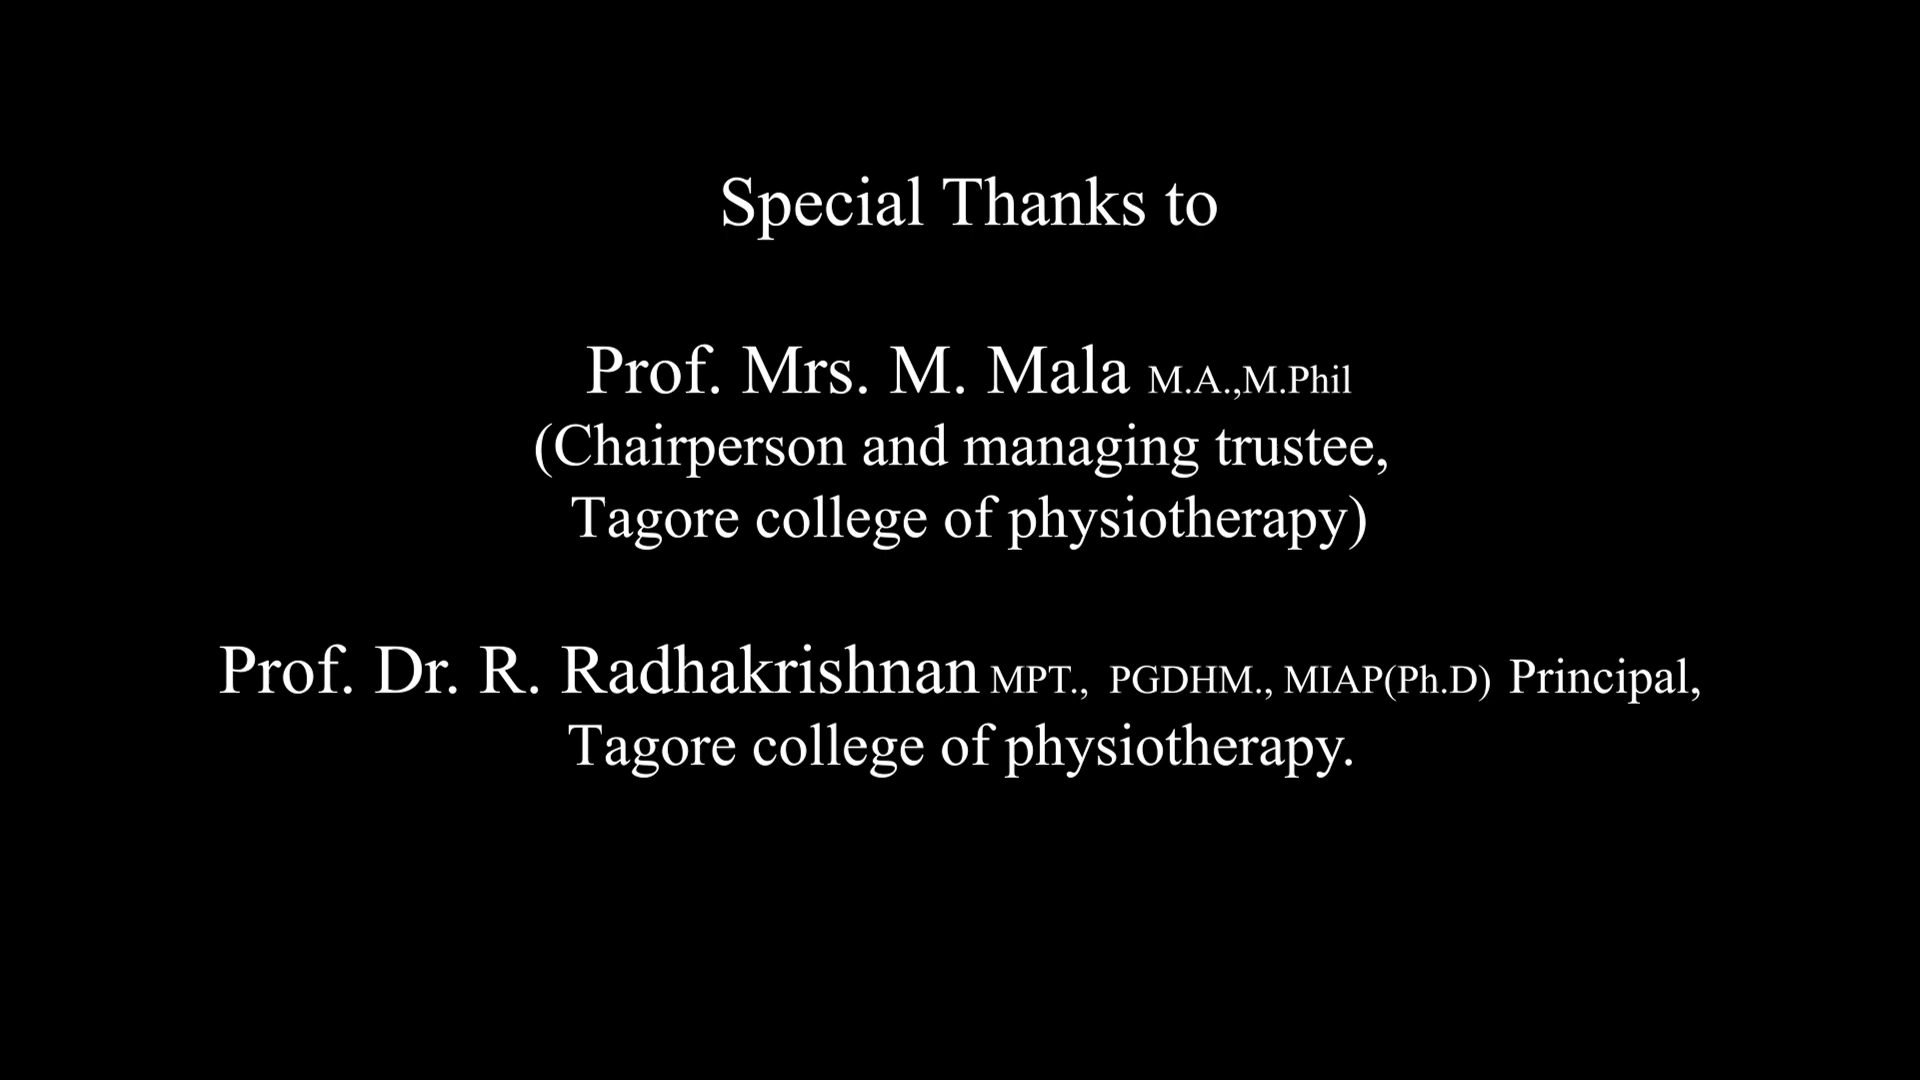 Special Thanks to
Prof. Mrs. M. Mala M.A.,M.Phil
(Chairperson and managing trustee,
Tagore college of physiotherapy)
Prof. Dr. R. Radhakrishnan MPT., PGDHM., MIAP(Ph.D) Principal,
Tagore college of physiotherapy.